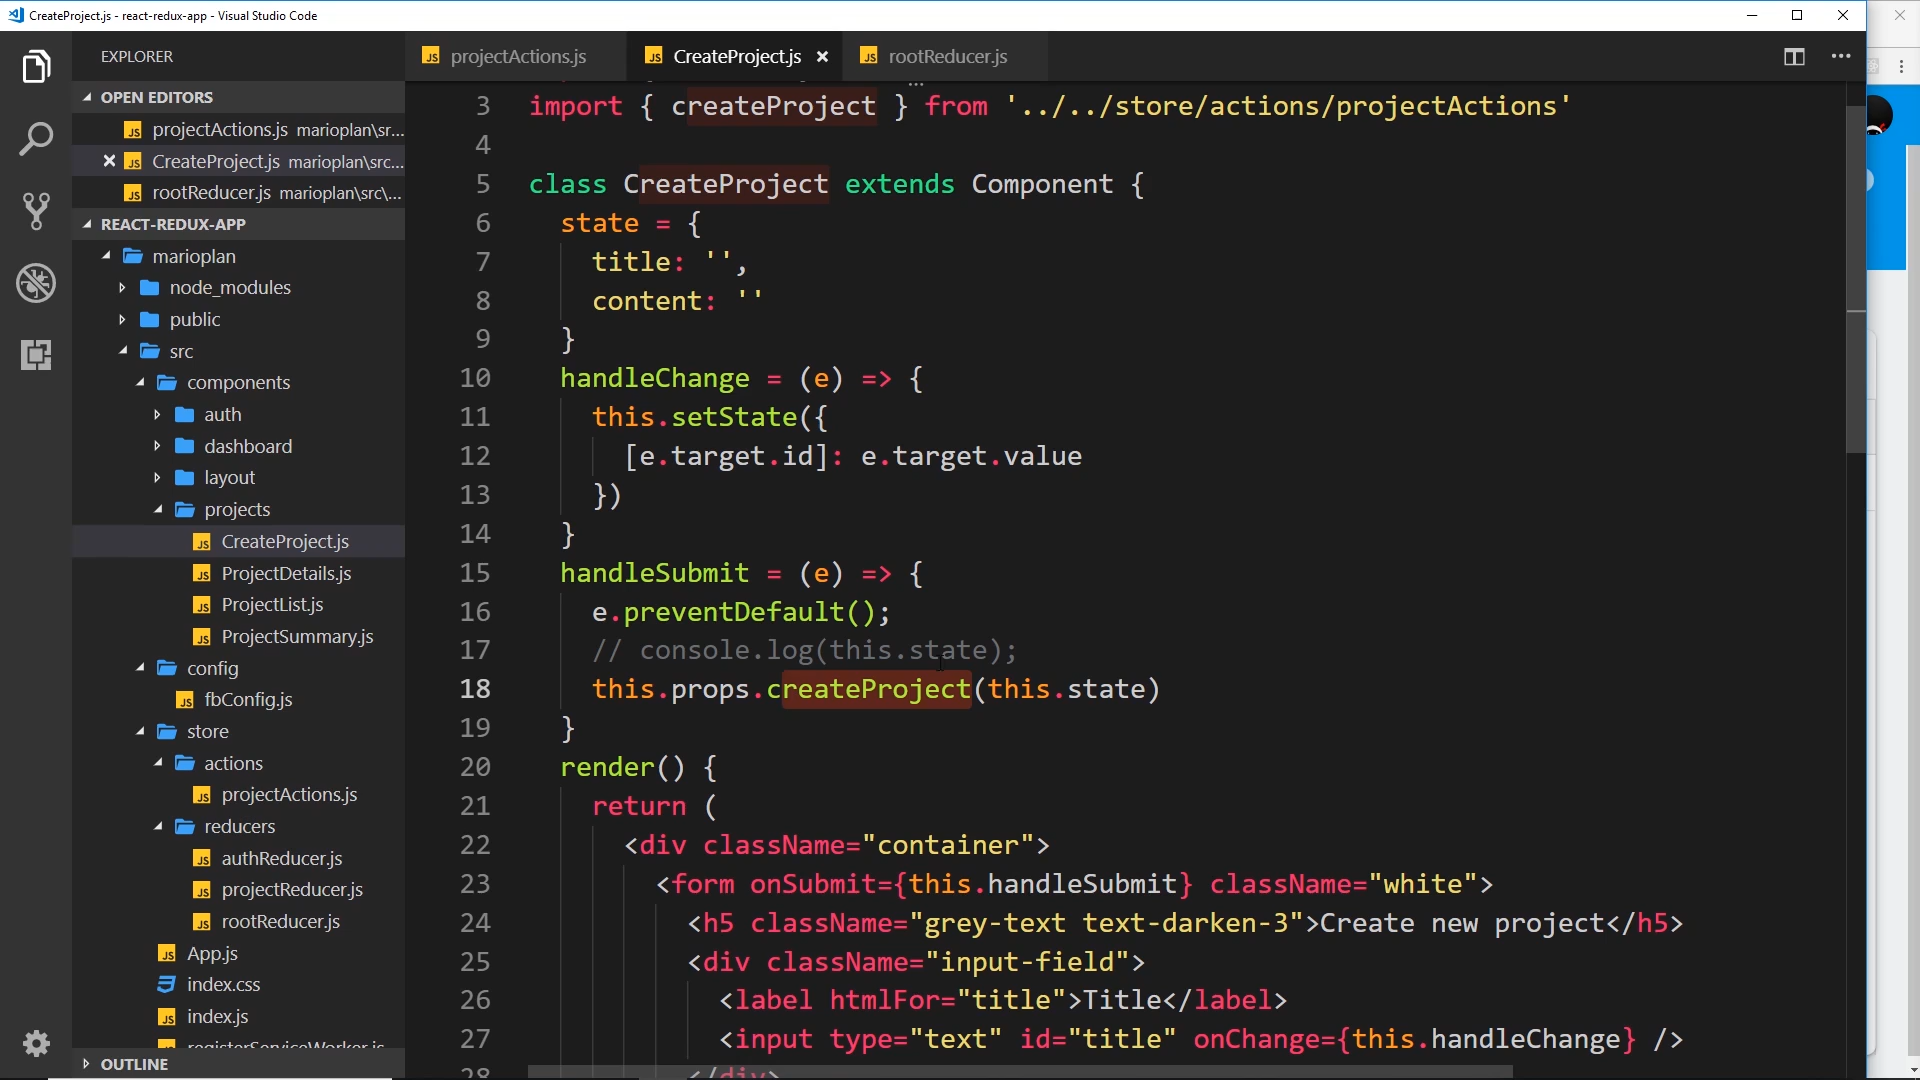 CreateProject.js - react-redux-app - Visual Studio Code
EXPLORER
OPEN EDITORS
projectActions.js marioplan\sr...
CreateProject.js marioplan\src...
rootReducer.js marioplan\src\...
REACT-REDUX-APP
marioplan
node_modules
public
src
components
auth
dashboard
layout
projects
CreateProject.js
ProjectDetails.js
ProjectList.js
ProjectSummary.js
config
fbConfig.js
store
actions
projectActions.js
reducers
authReducer.js
projectReducer.js
rootReducer.js
App.js
index.css
index.js
registerServiceWorker.js
OUTLINE
projectActions.js
CreateProject.js
rootReducer.js
3 import { createProject } from '../../store/actions/projectActions'
4
5 class CreateProject extends Component {
6 state = {
7 title: '',
8 content: ''
9 }
10 handleChange = (e) => {
11 this.setState({
12 [e.target.id]: e.target.value
13 })
14 }
15 handleSubmit = (e) => {
16 e.preventDefault();
17 // console.log(this.state);
18 this.props.createProject(this.state)
19 }
20 render() {
21 return (
22 <div className="container">
23 <form onSubmit={this.handleSubmit} className="white">
24 <h5 className="grey-text text-darken-3">Create new project</h5>
25 <div className="input-field">
26 <label htmlFor="title">Title</label>
27 <input type="text" id="title" onChange={this.handleChange} />
28 </div>